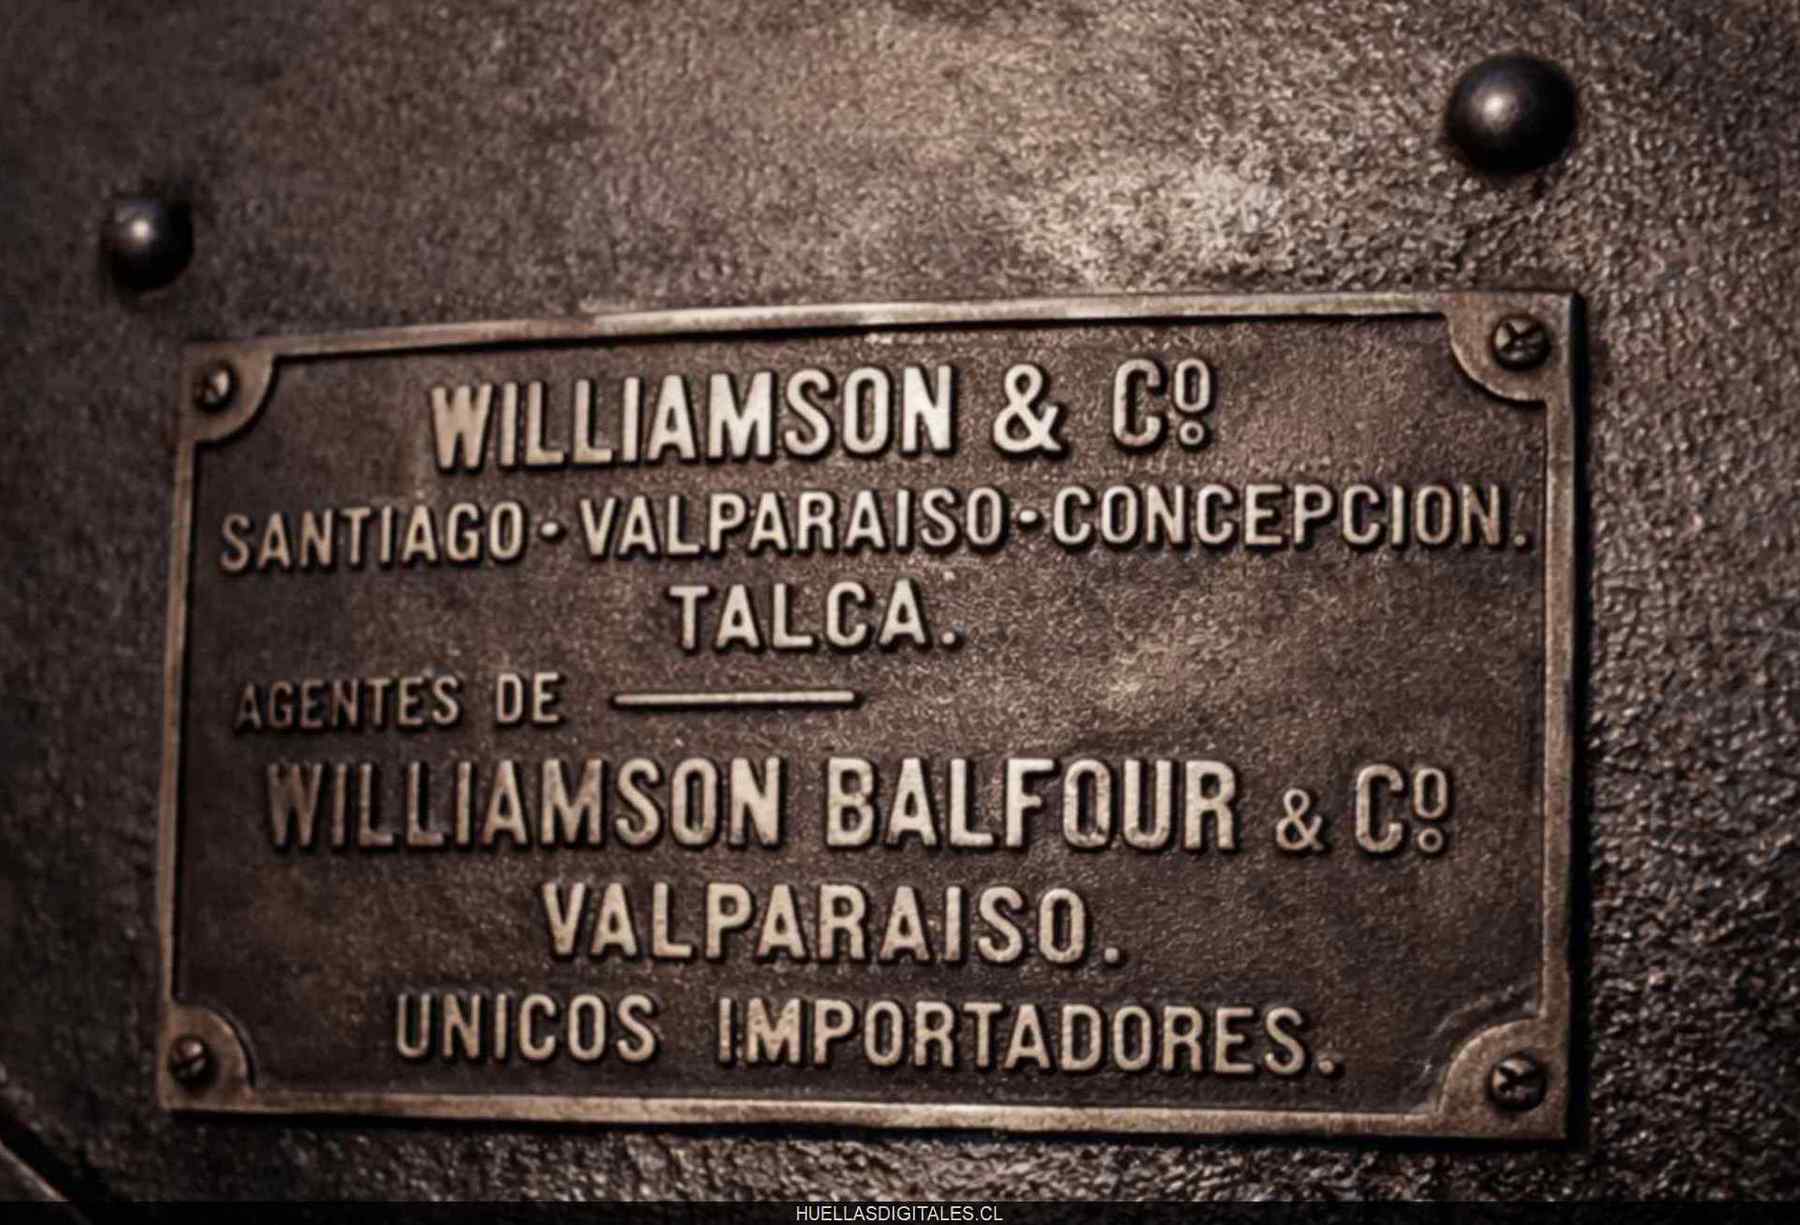 WILLIAMSON & Cº
SANTIAGO·VALPARAISO·CONCEPCION.
TALCA.
AGENTES DE ——
WILLIAMSON BALFOUR & Cº
VALPARAISO.
UNICOS IMPORTADORES.
HUELLASDIGITALES.CL